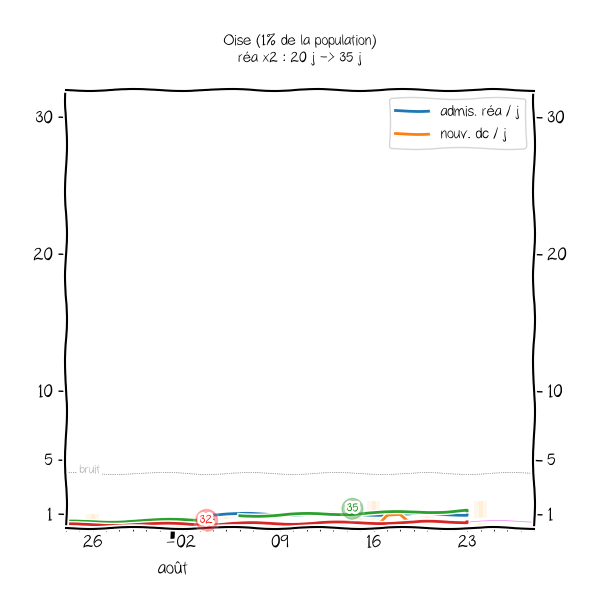 Oise (1% de la population)
réa x2 : 20 j -> 35 j
admis. réa / j
nouv. dc / j
30
30
20
20
10
10
5
5
bruit
1
1
32
35
26
02
09
16
23
août